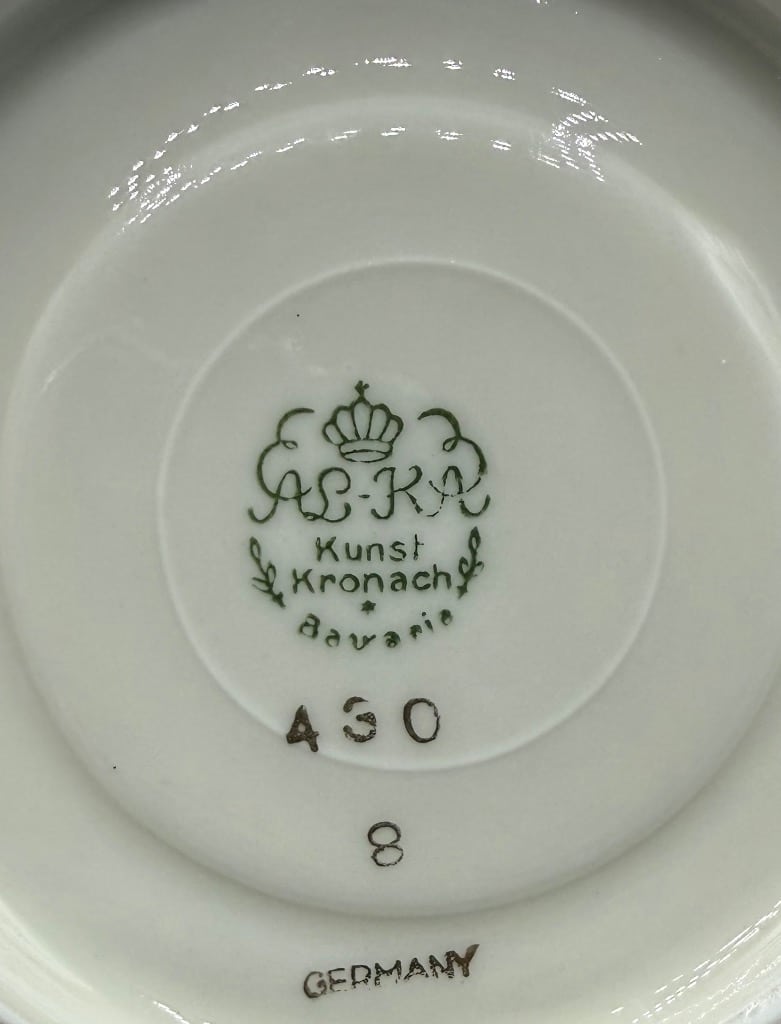 AL-KA
Kunst
Kronach
Bavaria
430
8
GERMANY